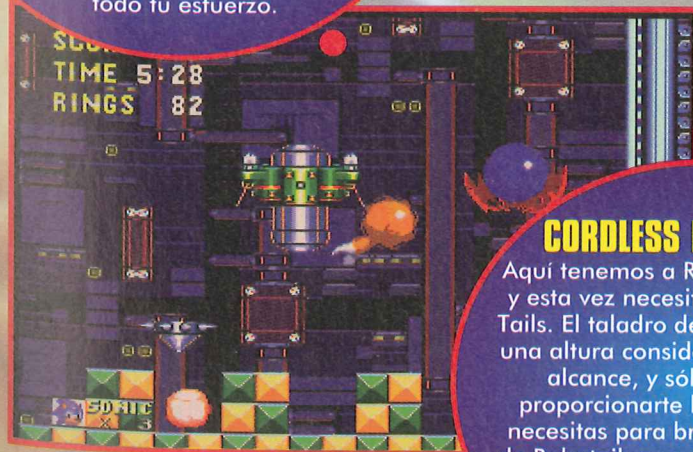 todo tu esfuerzo.
TIME 5:28
RINGS 82
SONIC
X 3
CORDLESS
Aquí tenemos a R
y esta vez necesi
Tails. El taladro de
una altura consid
alcance, y sól
proporcionarte l
necesitas para br